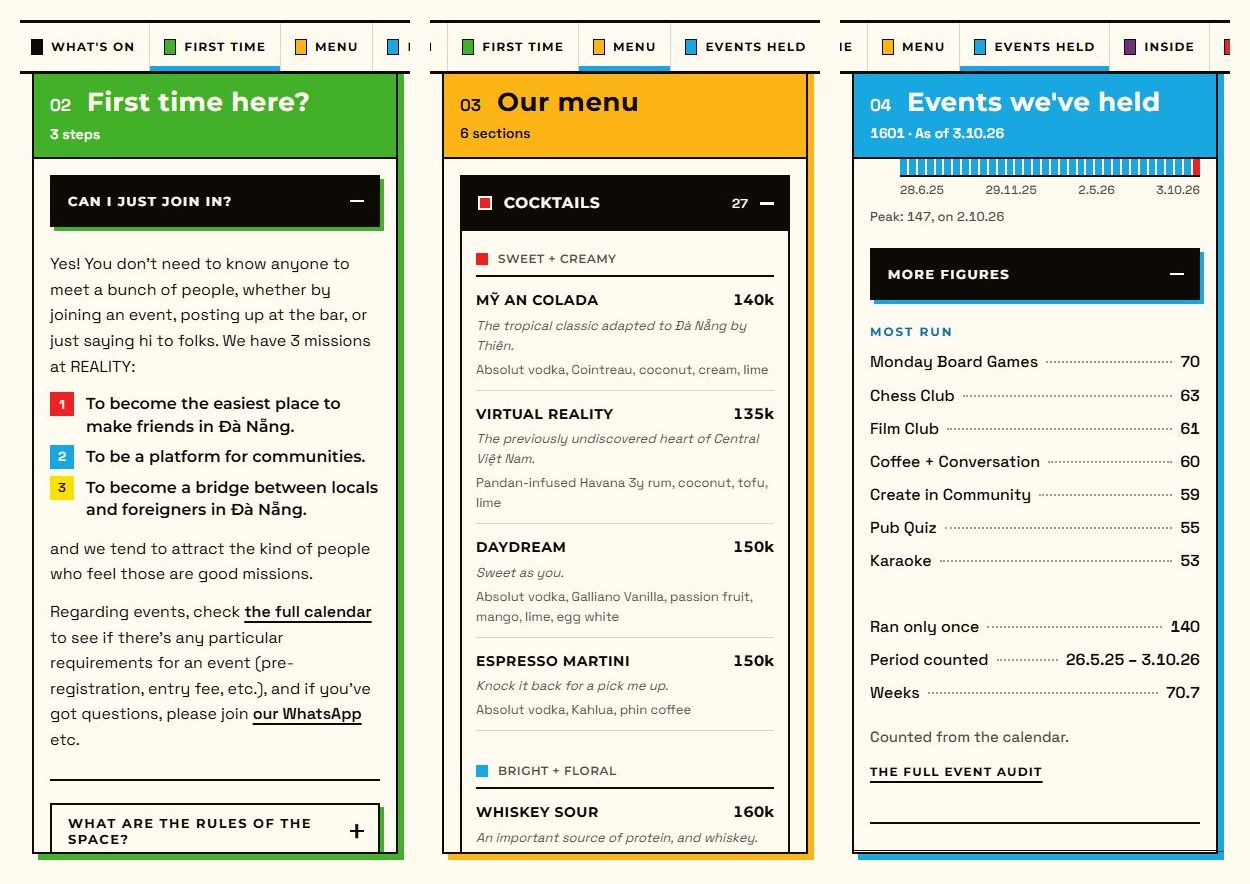 WHAT'S ON
FIRST TIME
MENU
02 First time here?
3 steps
CAN I JUST JOIN IN?
Yes! You don't need to know anyone to
meet a bunch of people, whether by
joining an event, posting up at the bar, or
just saying hi to folks. We have 3 missions
at REALITY:
1 To become the easiest place to
make friends in Đà Nẵng.
2 To be a platform for communities.
3 To become a bridge between locals
and foreigners in Đà Nẵng.
and we tend to attract the kind of people
who feel those are good missions.
Regarding events, check the full calendar
to see if there's any particular
requirements for an event (pre-
registration, entry fee, etc.), and if you've
got questions, please join our WhatsApp
etc.
WHAT ARE THE RULES OF THE
SPACE?
FIRST TIME
MENU
EVENTS HELD
03 Our menu
6 sections
COCKTAILS 27
SWEET + CREAMY
MỸ AN COLADA 140k
The tropical classic adapted to Đà Nẵng by
Thiên.
Absolut vodka, Cointreau, coconut, cream, lime
VIRTUAL REALITY 135k
The previously undiscovered heart of Central
Việt Nam.
Pandan-infused Havana 3y rum, coconut, tofu,
lime
DAYDREAM 150k
Sweet as you.
Absolut vodka, Galliano Vanilla, passion fruit,
mango, lime, egg white
ESPRESSO MARTINI 150k
Knock it back for a pick me up.
Absolut vodka, Kahlua, phin coffee
BRIGHT + FLORAL
WHISKEY SOUR 160k
An important source of protein, and whiskey.
ME
MENU
EVENTS HELD
INSIDE
04 Events we've held
1601 · As of 3.10.26
28.6.25 29.11.25 2.5.26 3.10.26
Peak: 147, on 2.10.26
MORE FIGURES
MOST RUN
Monday Board Games 70
Chess Club 63
Film Club 61
Coffee + Conversation 60
Create in Community 59
Pub Quiz 55
Karaoke 53
Ran only once 140
Period counted 26.5.25 – 3.10.26
Weeks 70.7
Counted from the calendar.
THE FULL EVENT AUDIT